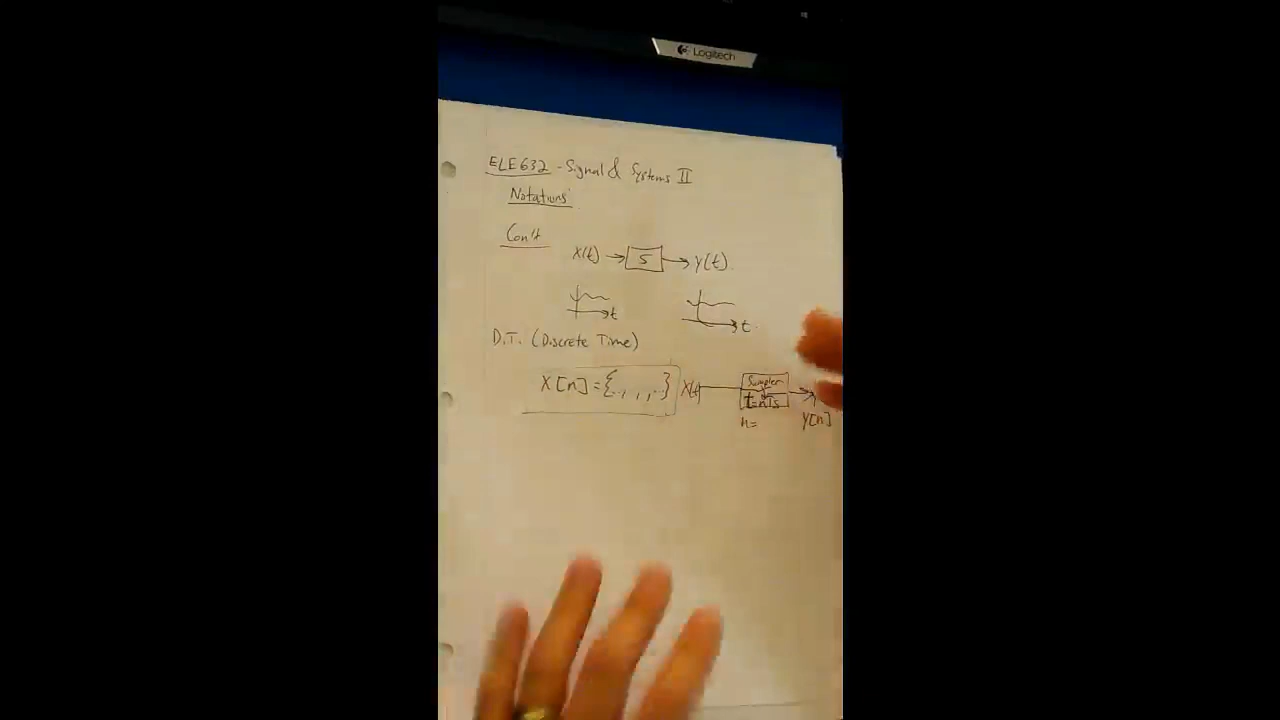 Logitech
ELE632 - Signal & Systems II
Notations
Con't
X(t) → S → Y(t)
t
t
D.T. (Discrete Time)
X[n] = {.., , , ..} X(t)
Sampler
t=nTs
n=
Y[n]